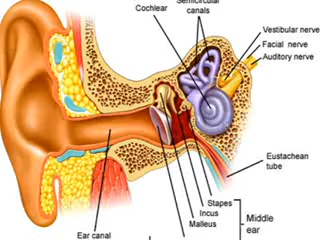 Semicircular
canals
Cochlear
Vestibular nerve
Facial nerve
Auditory nerve
Eustachean
tube
Stapes
Incus
Malleus
Middle
ear
Ear canal